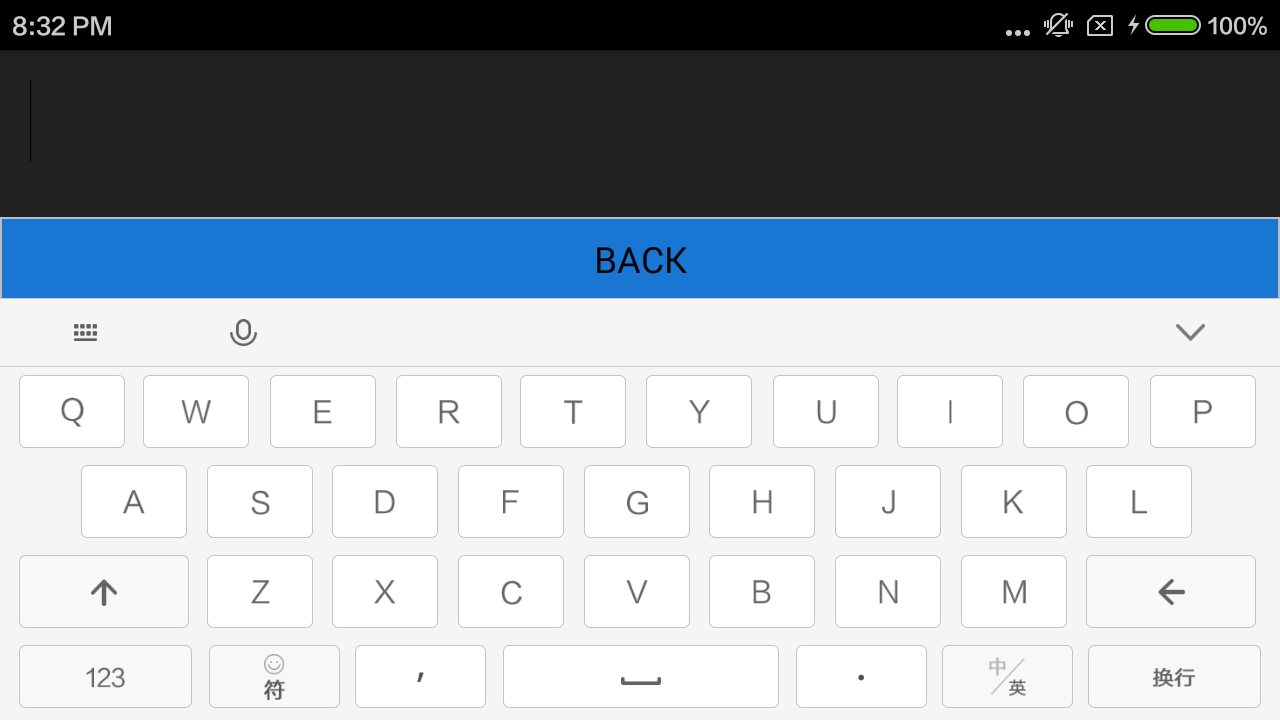 8:32 PM 100%
BACK
Q W E R T Y U I O P
A S D F G H J K L
Z X C V B N M
123 符 , . 中/英 换行